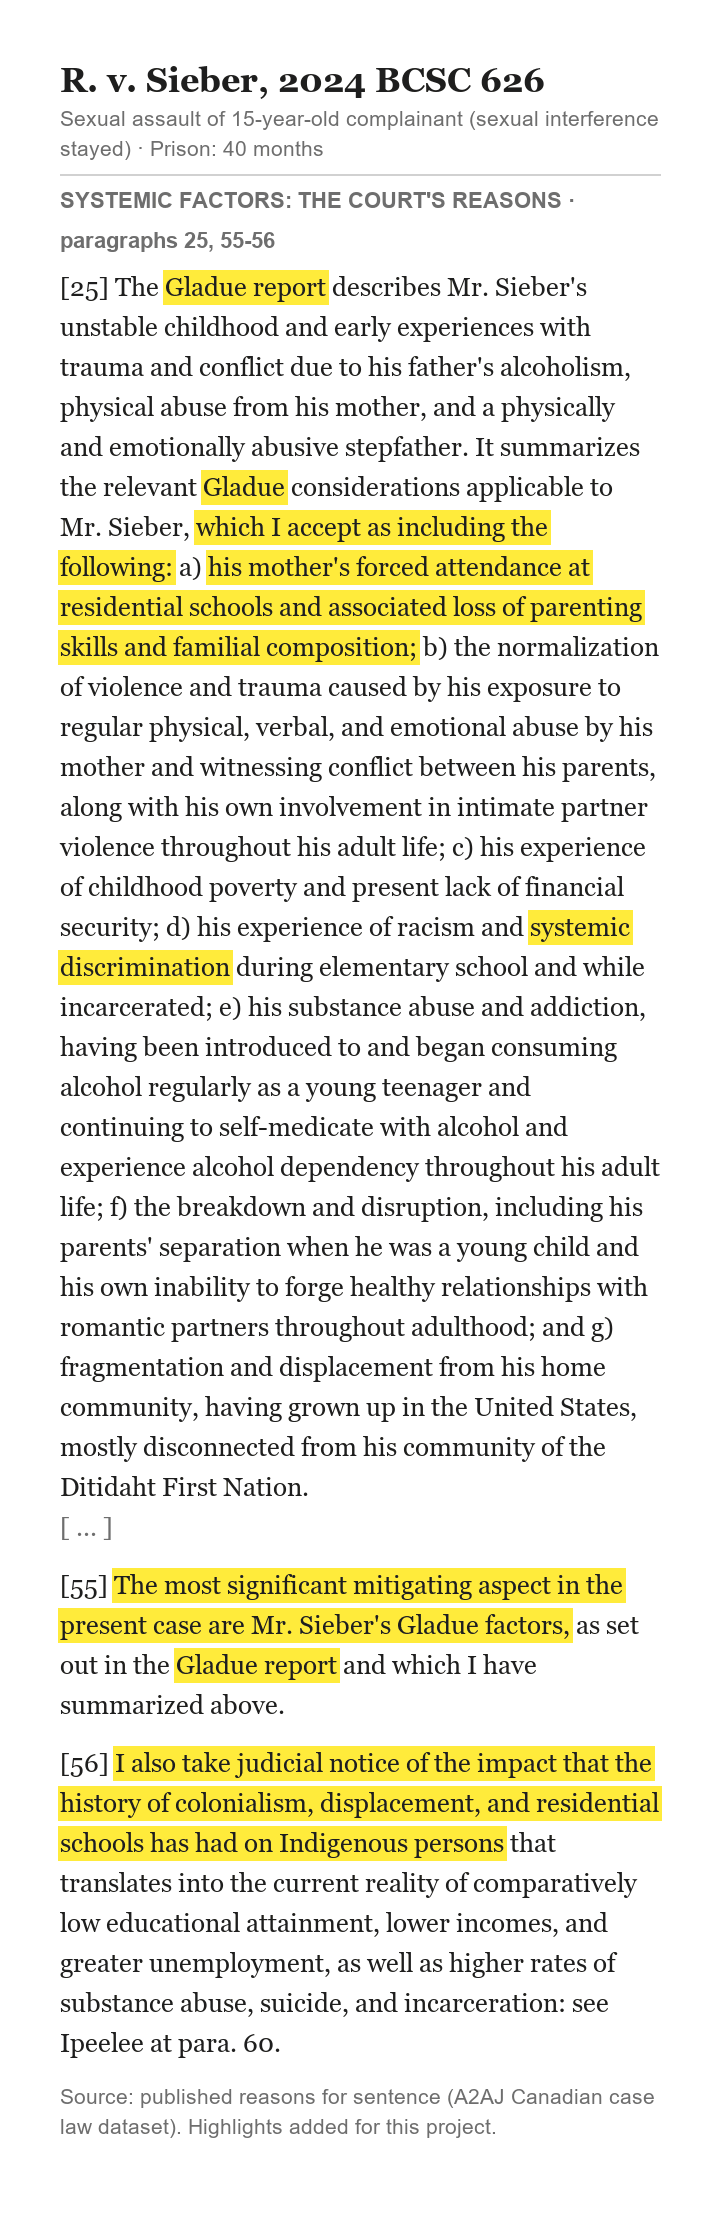 R. v. Sieber, 2024 BCSC 626
Sexual assault of 15-year-old complainant (sexual interference
stayed) · Prison: 40 months
SYSTEMIC FACTORS: THE COURT'S REASONS ·
paragraphs 25, 55-56
[25] The Gladue report describes Mr. Sieber's
unstable childhood and early experiences with
trauma and conflict due to his father's alcoholism,
physical abuse from his mother, and a physically
and emotionally abusive stepfather. It summarizes
the relevant Gladue considerations applicable to
Mr. Sieber, which I accept as including the
following: a) his mother's forced attendance at
residential schools and associated loss of parenting
skills and familial composition; b) the normalization
of violence and trauma caused by his exposure to
regular physical, verbal, and emotional abuse by his
mother and witnessing conflict between his parents,
along with his own involvement in intimate partner
violence throughout his adult life; c) his experience
of childhood poverty and present lack of financial
security; d) his experience of racism and systemic
discrimination during elementary school and while
incarcerated; e) his substance abuse and addiction,
having been introduced to and began consuming
alcohol regularly as a young teenager and
continuing to self-medicate with alcohol and
experience alcohol dependency throughout his adult
life; f) the breakdown and disruption, including his
parents' separation when he was a young child and
his own inability to forge healthy relationships with
romantic partners throughout adulthood; and g)
fragmentation and displacement from his home
community, having grown up in the United States,
mostly disconnected from his community of the
Ditidaht First Nation.
[ ... ]
[55] The most significant mitigating aspect in the
present case are Mr. Sieber's Gladue factors, as set
out in the Gladue report and which I have
summarized above.
[56] I also take judicial notice of the impact that the
history of colonialism, displacement, and residential
schools has had on Indigenous persons that
translates into the current reality of comparatively
low educational attainment, lower incomes, and
greater unemployment, as well as higher rates of
substance abuse, suicide, and incarceration: see
Ipeelee at para. 60.
Source: published reasons for sentence (A2AJ Canadian case
law dataset). Highlights added for this project.